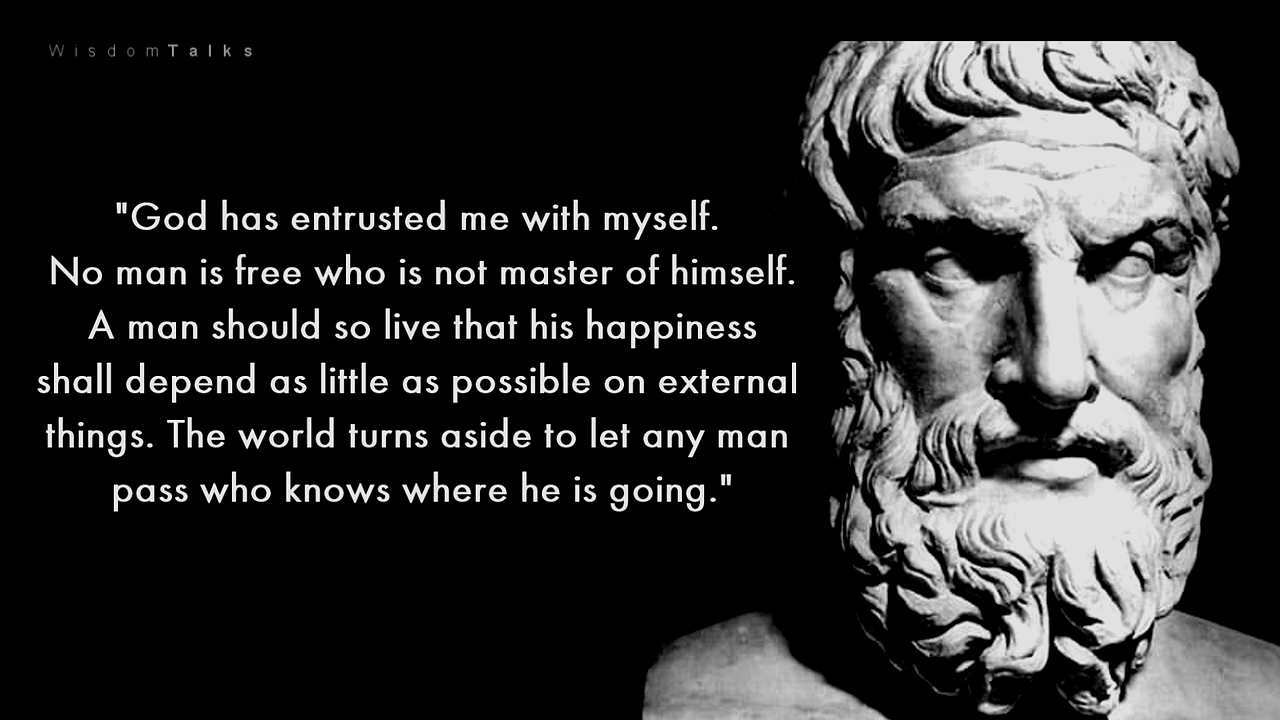 WisdomTalks
"God has entrusted me with myself.
No man is free who is not master of himself.
A man should so live that his happiness
shall depend as little as possible on external
things. The world turns aside to let any man
pass who knows where he is going."